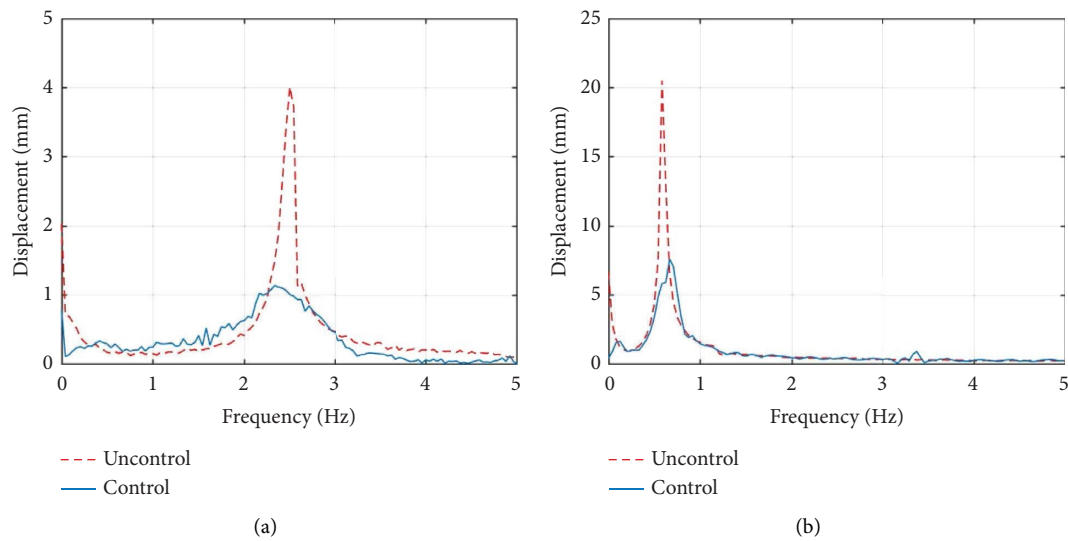 5
4
3
2
1
0
Displacement (mm)
0 1 2 3 4 5
Frequency (Hz)
Uncontrol
Control
(a)
25
20
15
10
5
0
Displacement (mm)
0 1 2 3 4 5
Frequency (Hz)
Uncontrol
Control
(b)